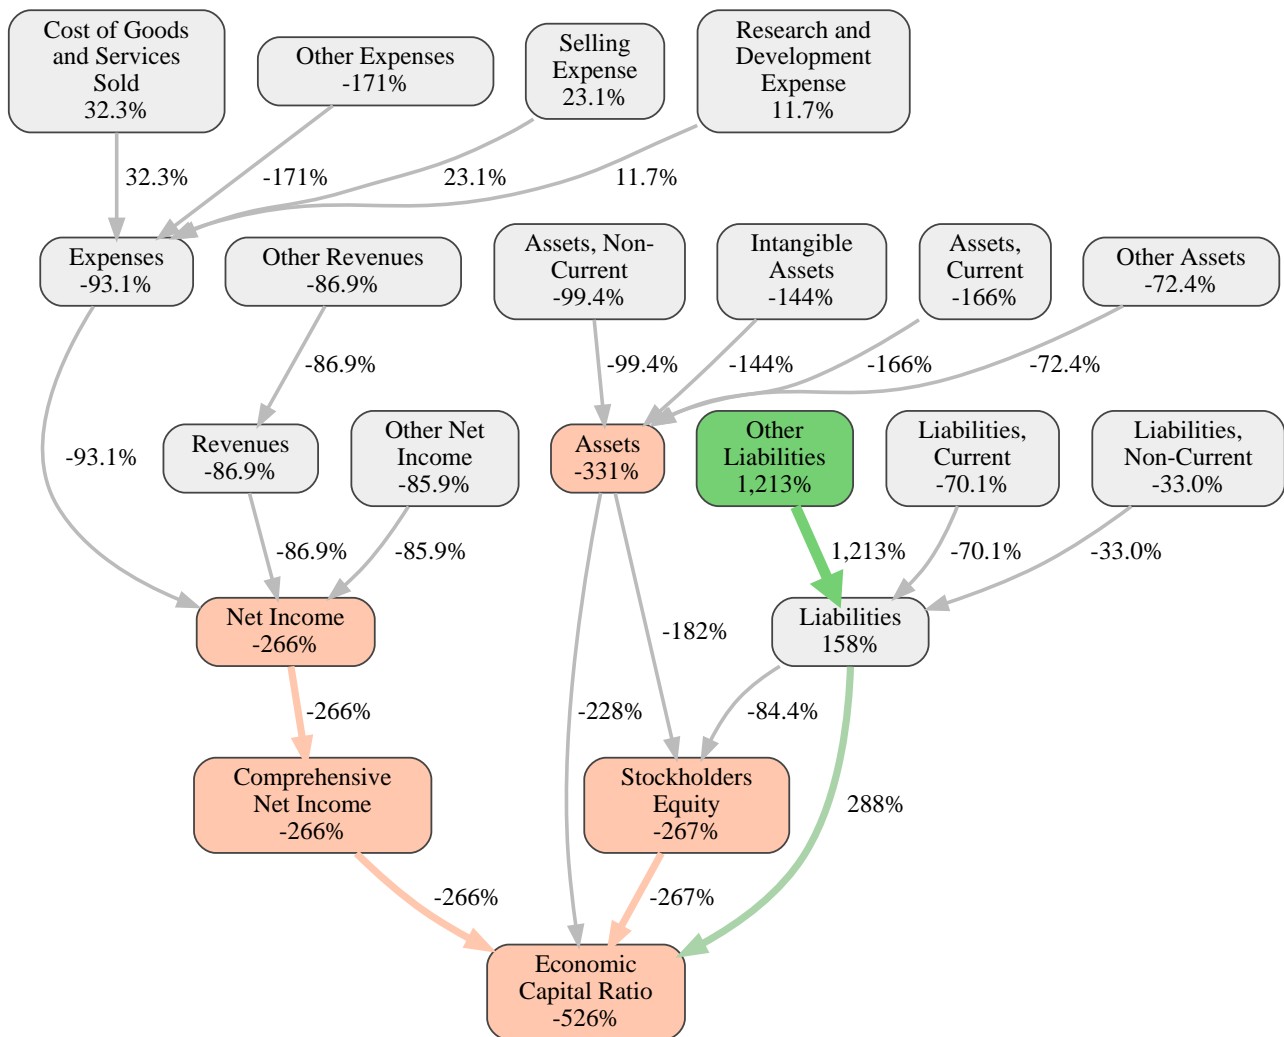 Cost of Goods
and Services
Sold
32.3%
Other Expenses
-171%
Selling
Expense
23.1%
Research and
Development
Expense
11.7%
32.3%
-171%
23.1%
11.7%
Expenses
-93.1%
Other Revenues
-86.9%
Assets, Non-
Current
-99.4%
Intangible
Assets
-144%
Assets,
Current
-166%
Other Assets
-72.4%
-86.9%
-99.4%
-144%
-166%
-72.4%
-93.1%
Revenues
-86.9%
Other Net
Income
-85.9%
Assets
-331%
Other
Liabilities
1,213%
Liabilities,
Current
-70.1%
Liabilities,
Non-Current
-33.0%
-86.9%
-85.9%
1,213%
-70.1%
-33.0%
Net Income
-266%
-182%
Liabilities
158%
-266%
-228%
-84.4%
Comprehensive
Net Income
-266%
Stockholders
Equity
-267%
288%
-266%
-267%
Economic
Capital Ratio
-526%